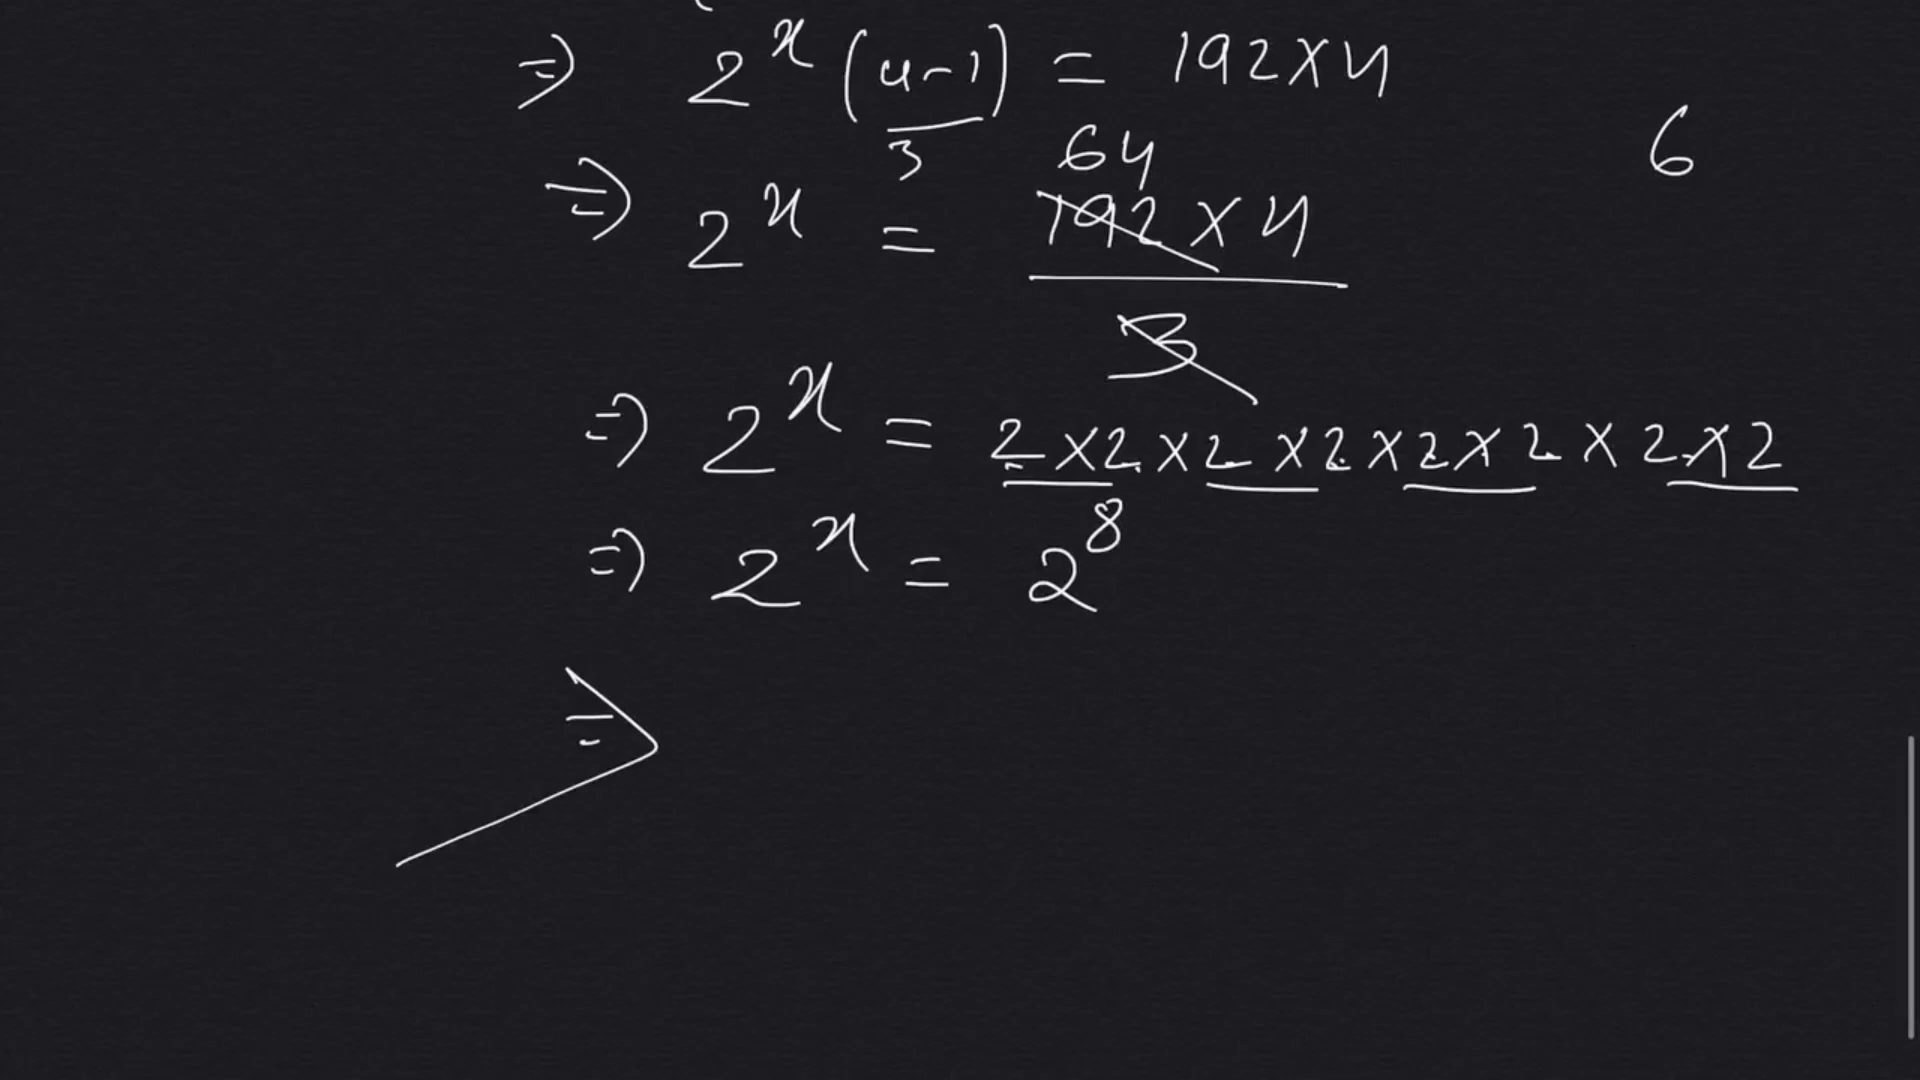 ⇒ 2^x (4-1) = 192×4
3
64
6
⇒ 2^x = 192×4
3
⇒ 2^x = 2×2×2×2×2×2×2×2
⇒ 2^x = 2^8
⇒